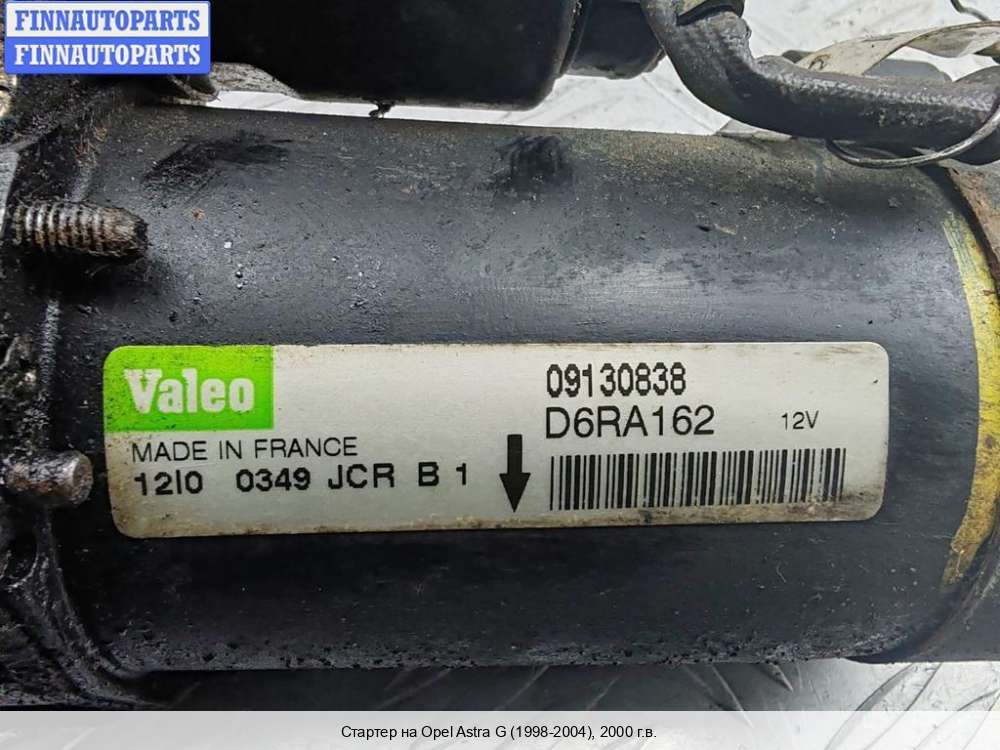 FINNAUTOPARTS
FINNAUTOPARTS
Valeo
MADE IN FRANCE
12I0 0349 JCR B 1
09130838
D6RA162 12V
Стартер на Opel Astra G (1998-2004), 2000 г.в.